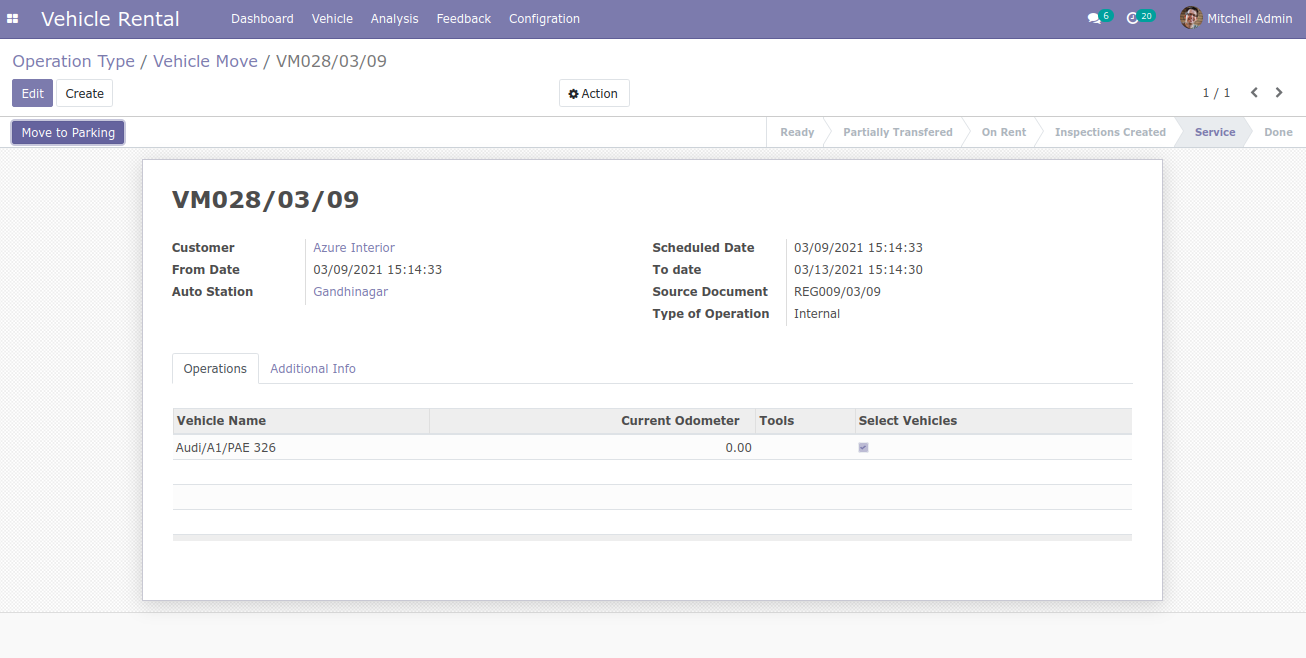 Vehicle Rental Dashboard Vehicle Analysis Feedback Configration 6 20 Mitchell Admin
Operation Type / Vehicle Move / VM028/03/09
Edit Create Action 1 / 1
Move to Parking Ready Partially Transfered On Rent Inspections Created Service Done
VM028/03/09
Customer Azure Interior Scheduled Date 03/09/2021 15:14:33
From Date 03/09/2021 15:14:33 To date 03/13/2021 15:14:30
Auto Station Gandhinagar Source Document REG009/03/09
Type of Operation Internal
Operations Additional Info
Vehicle Name Current Odometer Tools Select Vehicles
Audi/A1/PAE 326 0.00